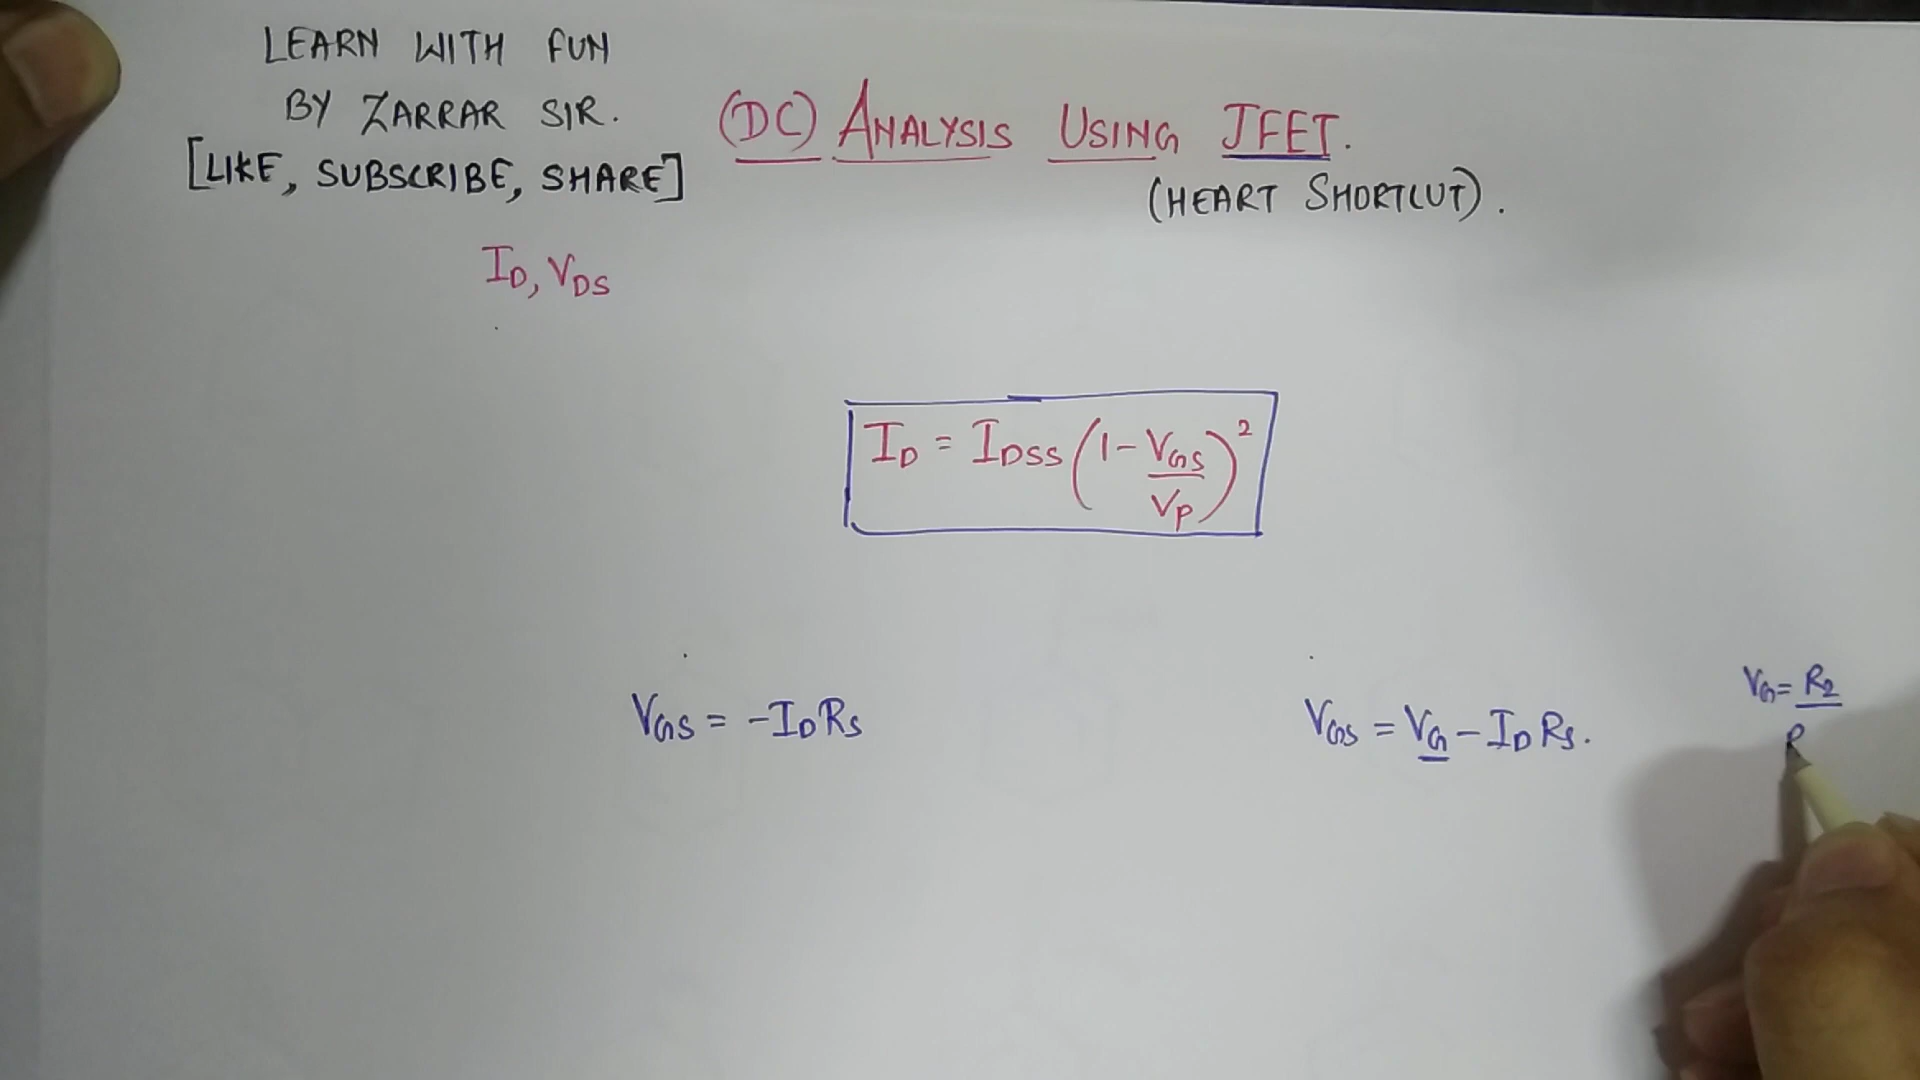 LEARN WITH FUN
BY ZARRAR SIR.
[LIKE, SUBSCRIBE, SHARE]
(DC) ANALYSIS USING JFET.
(HEART SHORTCUT).
ID, VDS
ID = IDSS (1 - VGS/VP)²
VGS = -IDRS
VGS = VG - IDRS.
VG = R2
R